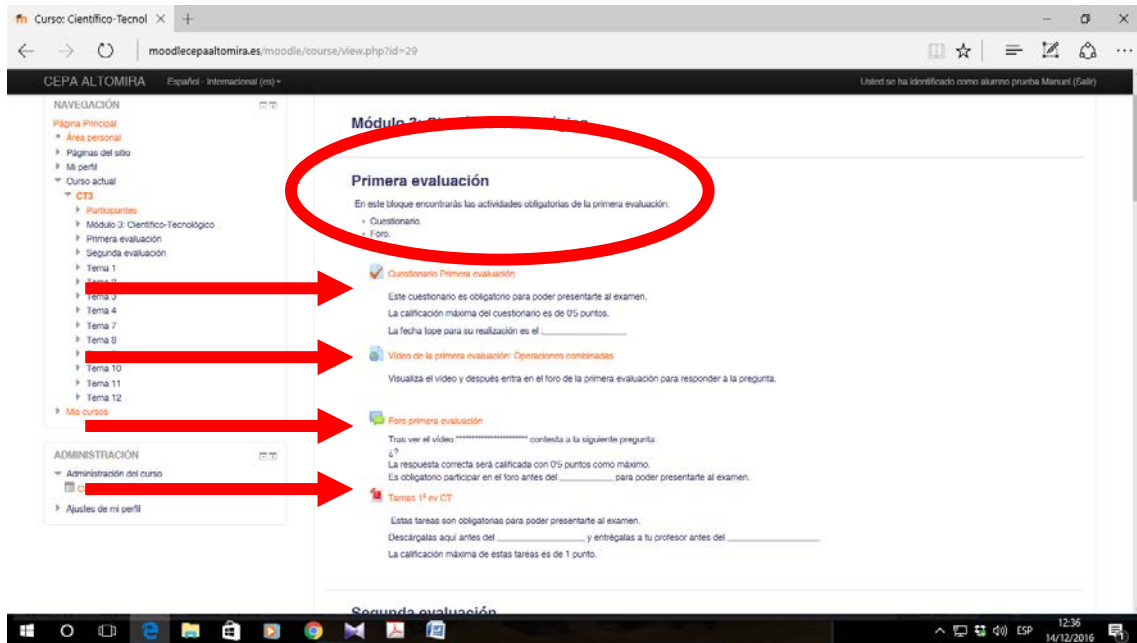 Curso: Científico-Tecnol
moodlecepaaltomira.es/moodle/course/view.php?id=29
CEPA ALTOMIRA
Español - Internacional (es)
Usted se ha identificado como alumno prueba Manuel (Salir)
NAVEGACIÓN
Página Principal
Área personal
Páginas del sitio
Mi perfil
Curso actual
CT3
Participantes
Módulo 3: Científico-Tecnológico
Primera evaluación
Segunda evaluación
Tema 1
Tema 3
Tema 4
Tema 7
Tema 8
Tema 10
Tema 11
Tema 12
Mis cursos
ADMINISTRACIÓN
Administración del curso
Ajustes de mi perfil
Módulo 3:
Primera evaluación
En este bloque encontrarás las actividades obligatorias de la primera evaluación:
Cuestionario.
Foro.
Cuestionario Primera evaluación
Este cuestionario es obligatorio para poder presentarte al examen.
La calificación máxima del cuestionario es de 0'5 puntos.
La fecha tope para su realización es el :__________________
Vídeo de la primera evaluación: Operaciones combinadas
Visualiza el vídeo y después entra en el foro de la primera evaluación para responder a la pregunta.
Foro primera evaluación
Tras ver el vídeo "************************" contesta a la siguiente pregunta:
¿?
La respuesta correcta será calificada con 0'5 puntos como máximo.
Es obligatorio participar en el foro antes del ____________ para poder presentarte al examen.
Tareas 1ª ev CT
Estas tareas son obligatorias para poder presentarte al examen.
Descárgalas aquí antes del ___________________ y entrégalas a tu profesor antes del ____________________
La calificación máxima de estas tareas es de 1 punto.
Segunda evaluación
ESP
12:36
14/12/2016